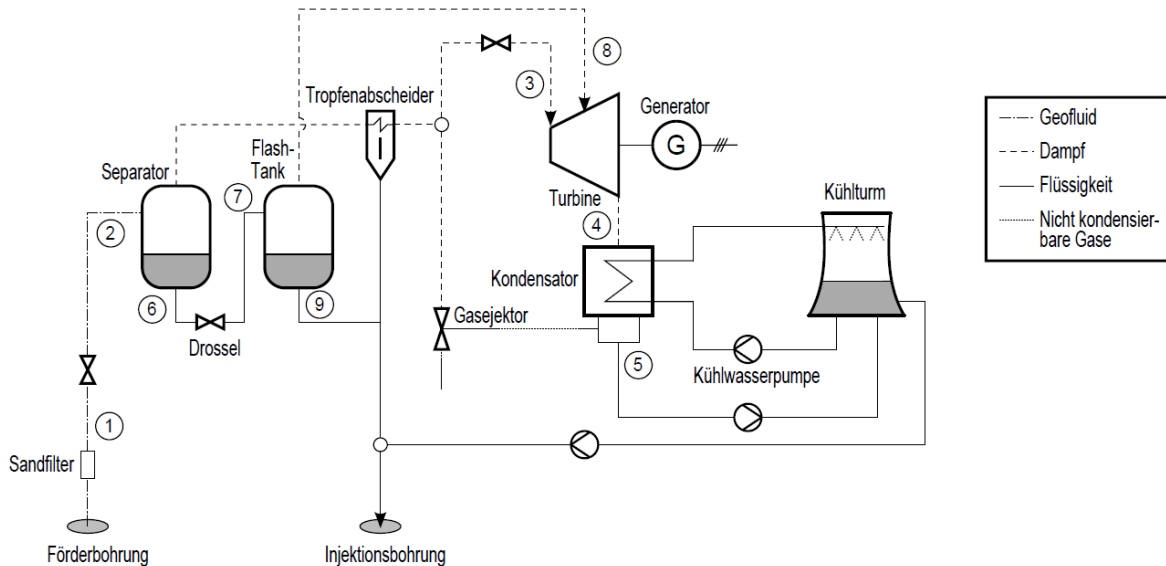 8
3
Tropfenabscheider
Generator
G
Flash-
Tank
Separator
7
2
Turbine
4
Kühlturm
Kondensator
6
9
Drossel
Gasejektor
5
Kühlwasserpumpe
1
Sandfilter
Förderbohrung
Injektionsbohrung
Geofluid
Dampf
Flüssigkeit
Nicht kondensier-
bare Gase